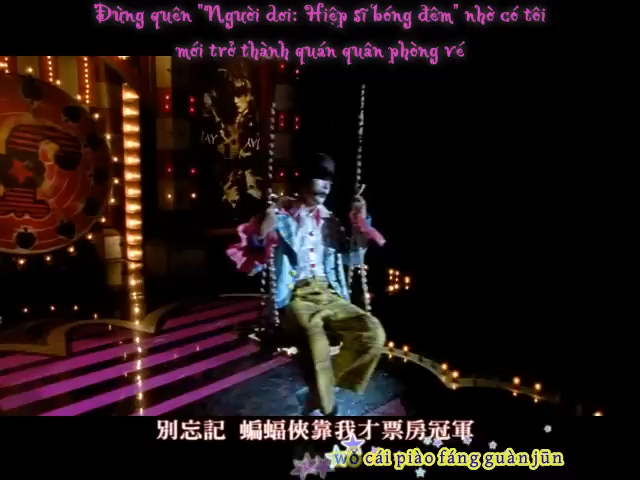 Đừng quên "Người dơi: Hiệp sĩ bóng đêm" nhờ có tôi
mới trở thành quán quân phòng vé
別忘記 蝙蝠俠靠我才票房冠軍
wǒ cái piào fáng guàn jūn